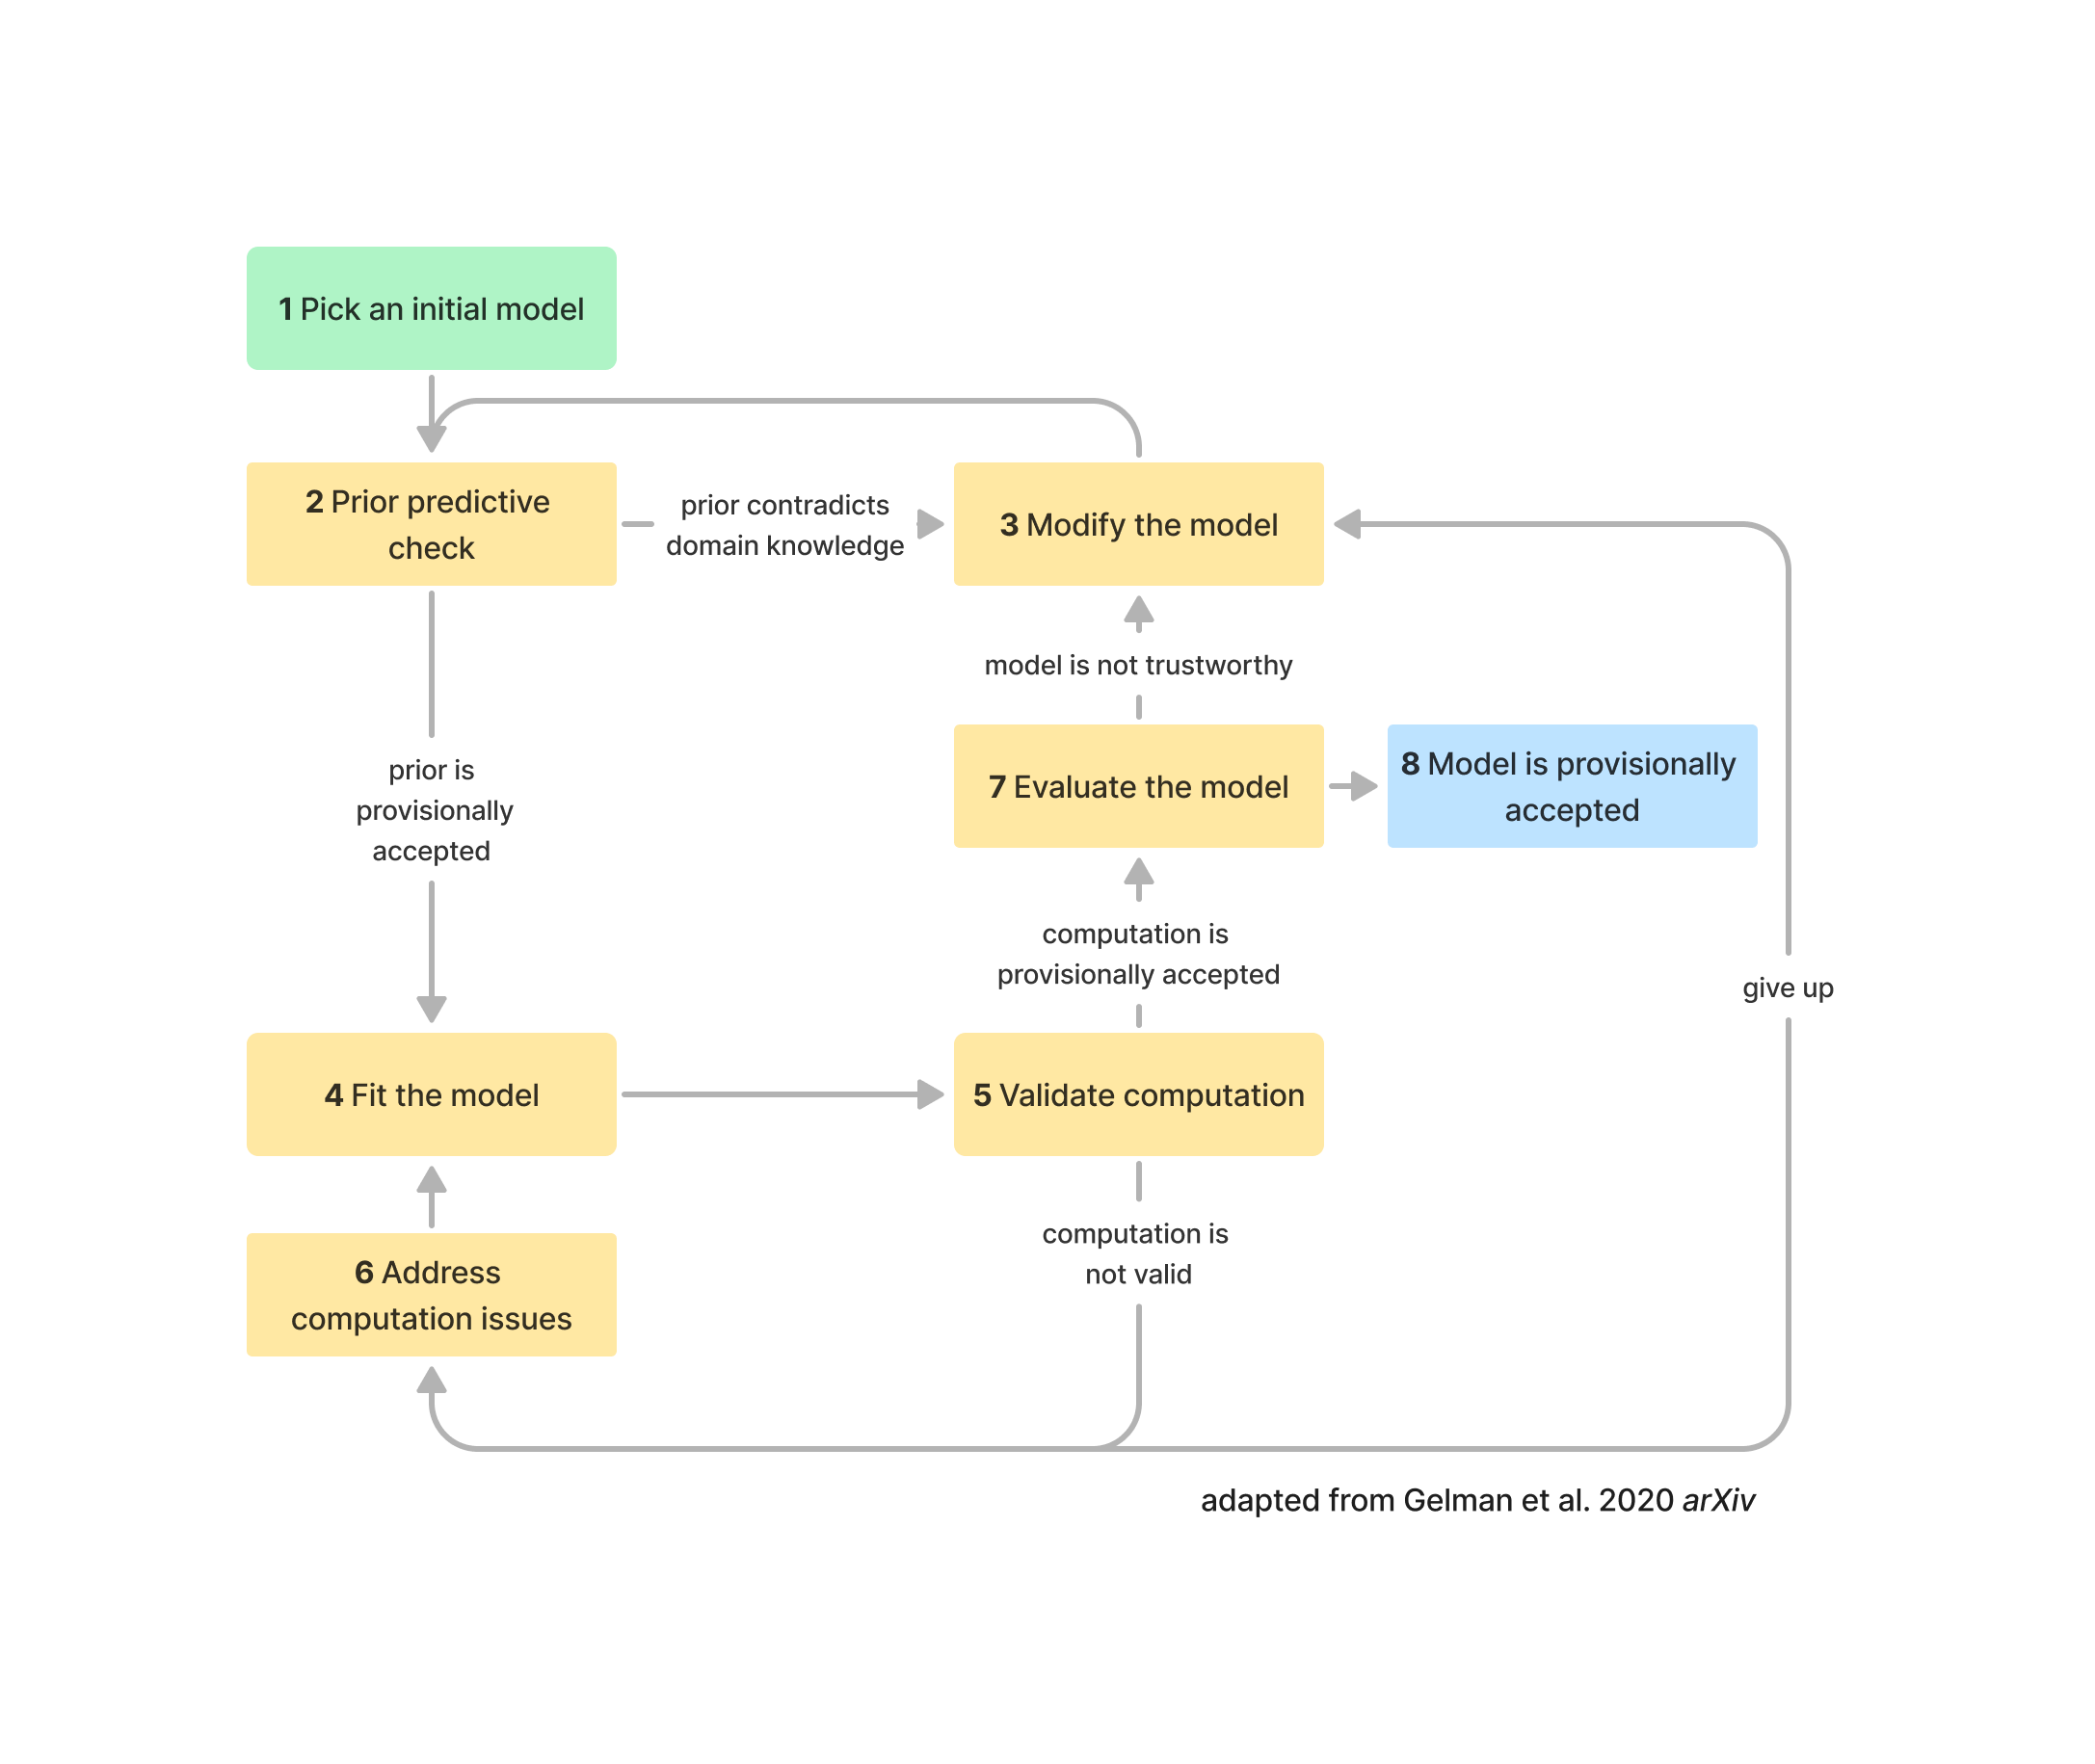 1 Pick an initial model
2 Prior predictive
check
prior contradicts
domain knowledge
3 Modify the model
model is not trustworthy
prior is
provisionally
accepted
7 Evaluate the model
8 Model is provisionally
accepted
computation is
provisionally accepted
give up
4 Fit the model
5 Validate computation
computation is
not valid
6 Address
computation issues
adapted from Gelman et al. 2020 arXiv